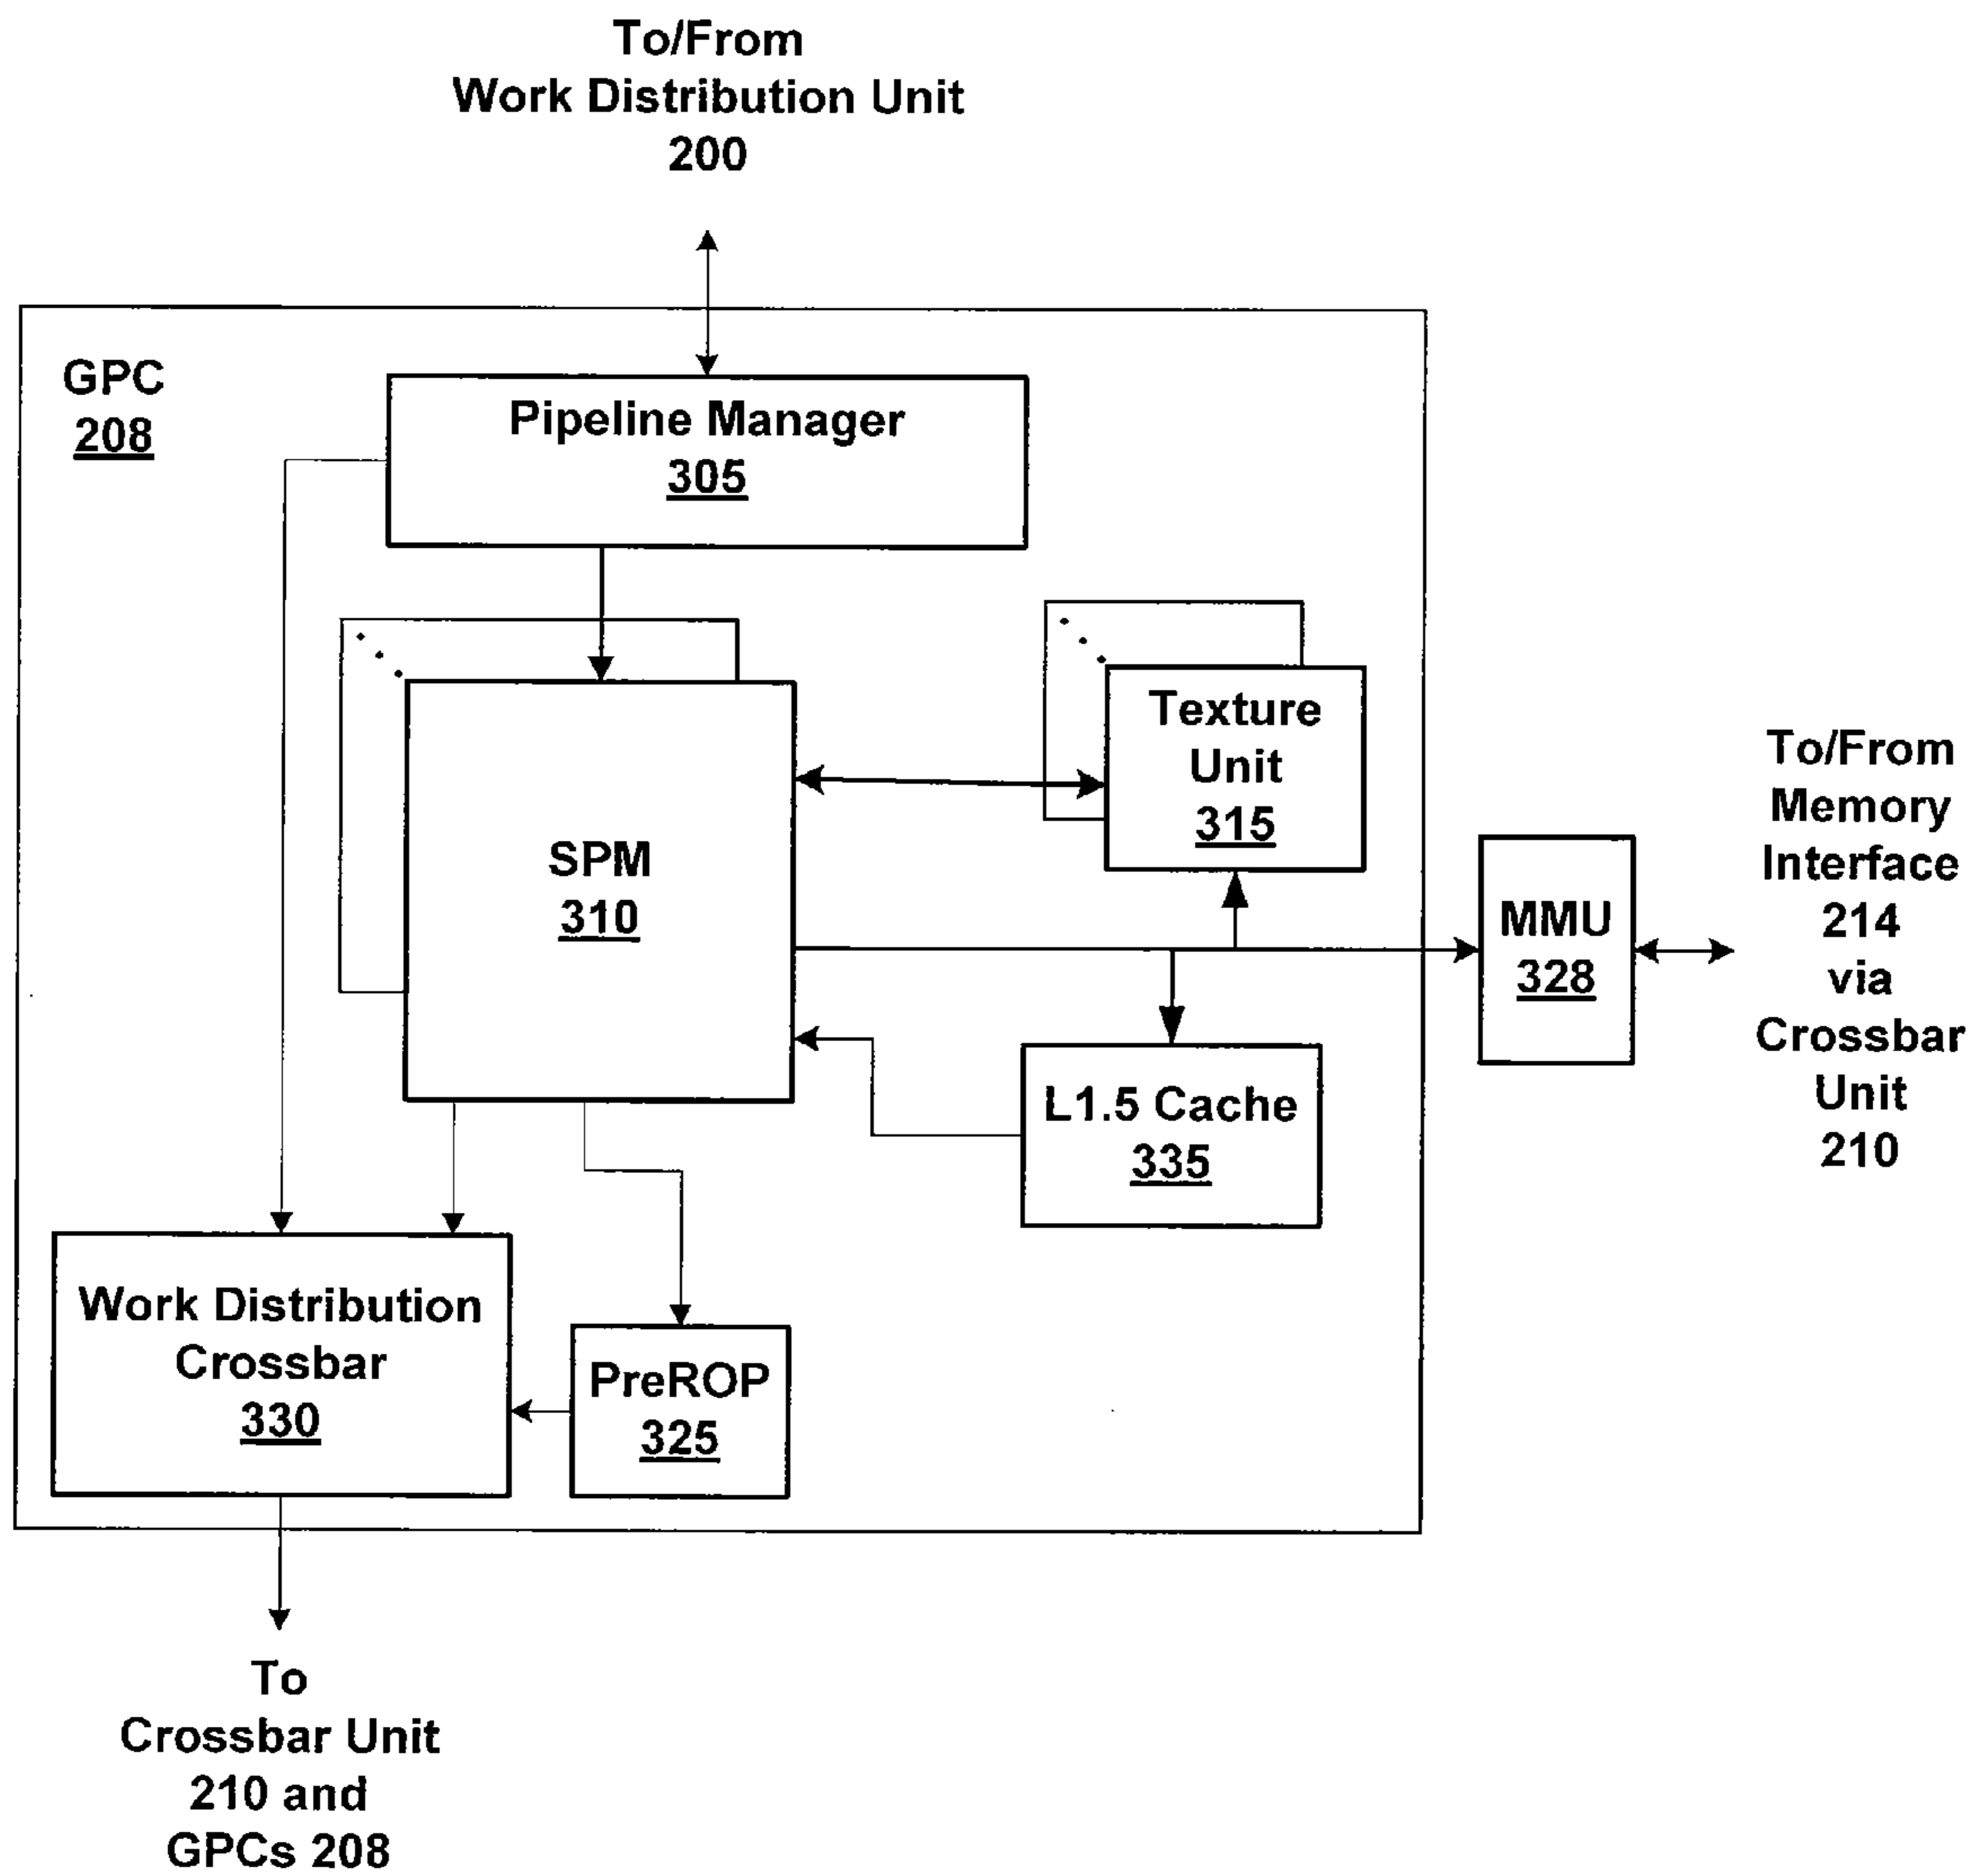 To/From
Work Distribution Unit
200
GPC
208
Pipeline Manager
305
Texture
Unit
315
SPM
310
To/From
Memory
Interface
214
via
Crossbar
Unit
210
MMU
328
L1.5 Cache
335
Work Distribution
Crossbar
330
PreROP
325
To
Crossbar Unit
210 and
GPCs 208